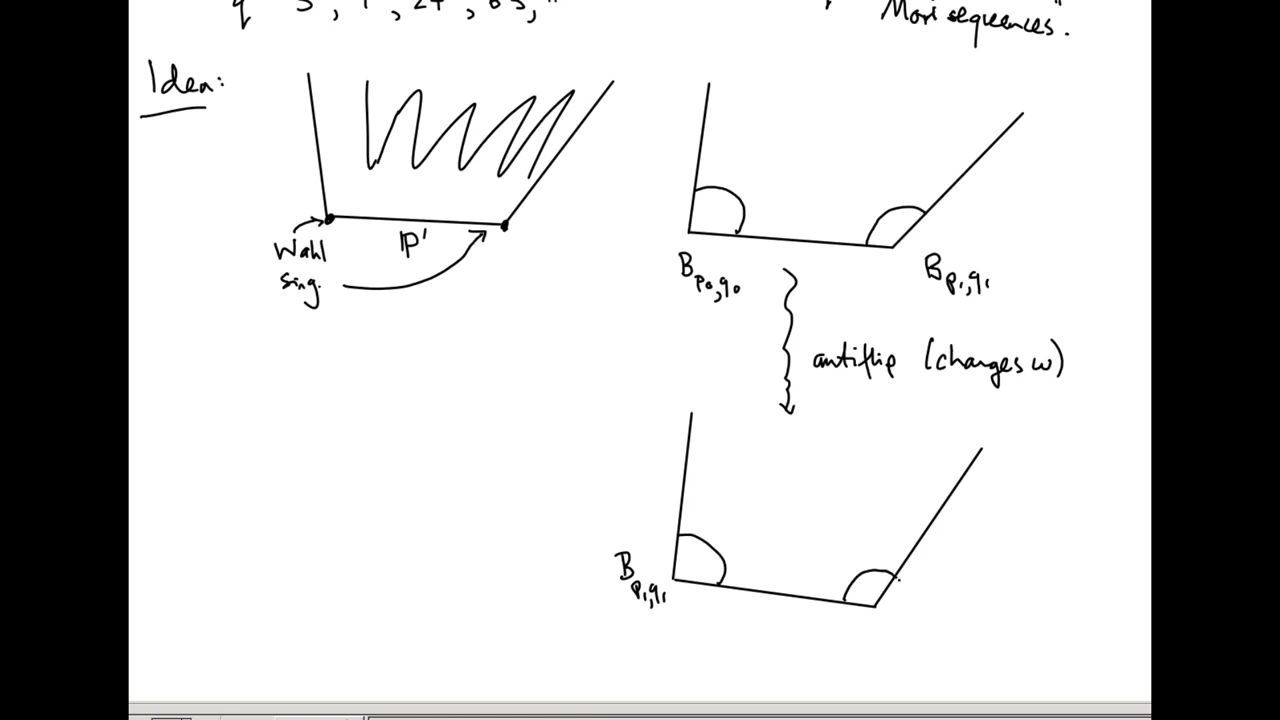 Mori sequences.
Idea:
Wahl
sing.
ℙ¹
B_{p₀,q₀}
B_{p₁,q₁}
antiflip (changes ω)
B_{p₁,q₁}